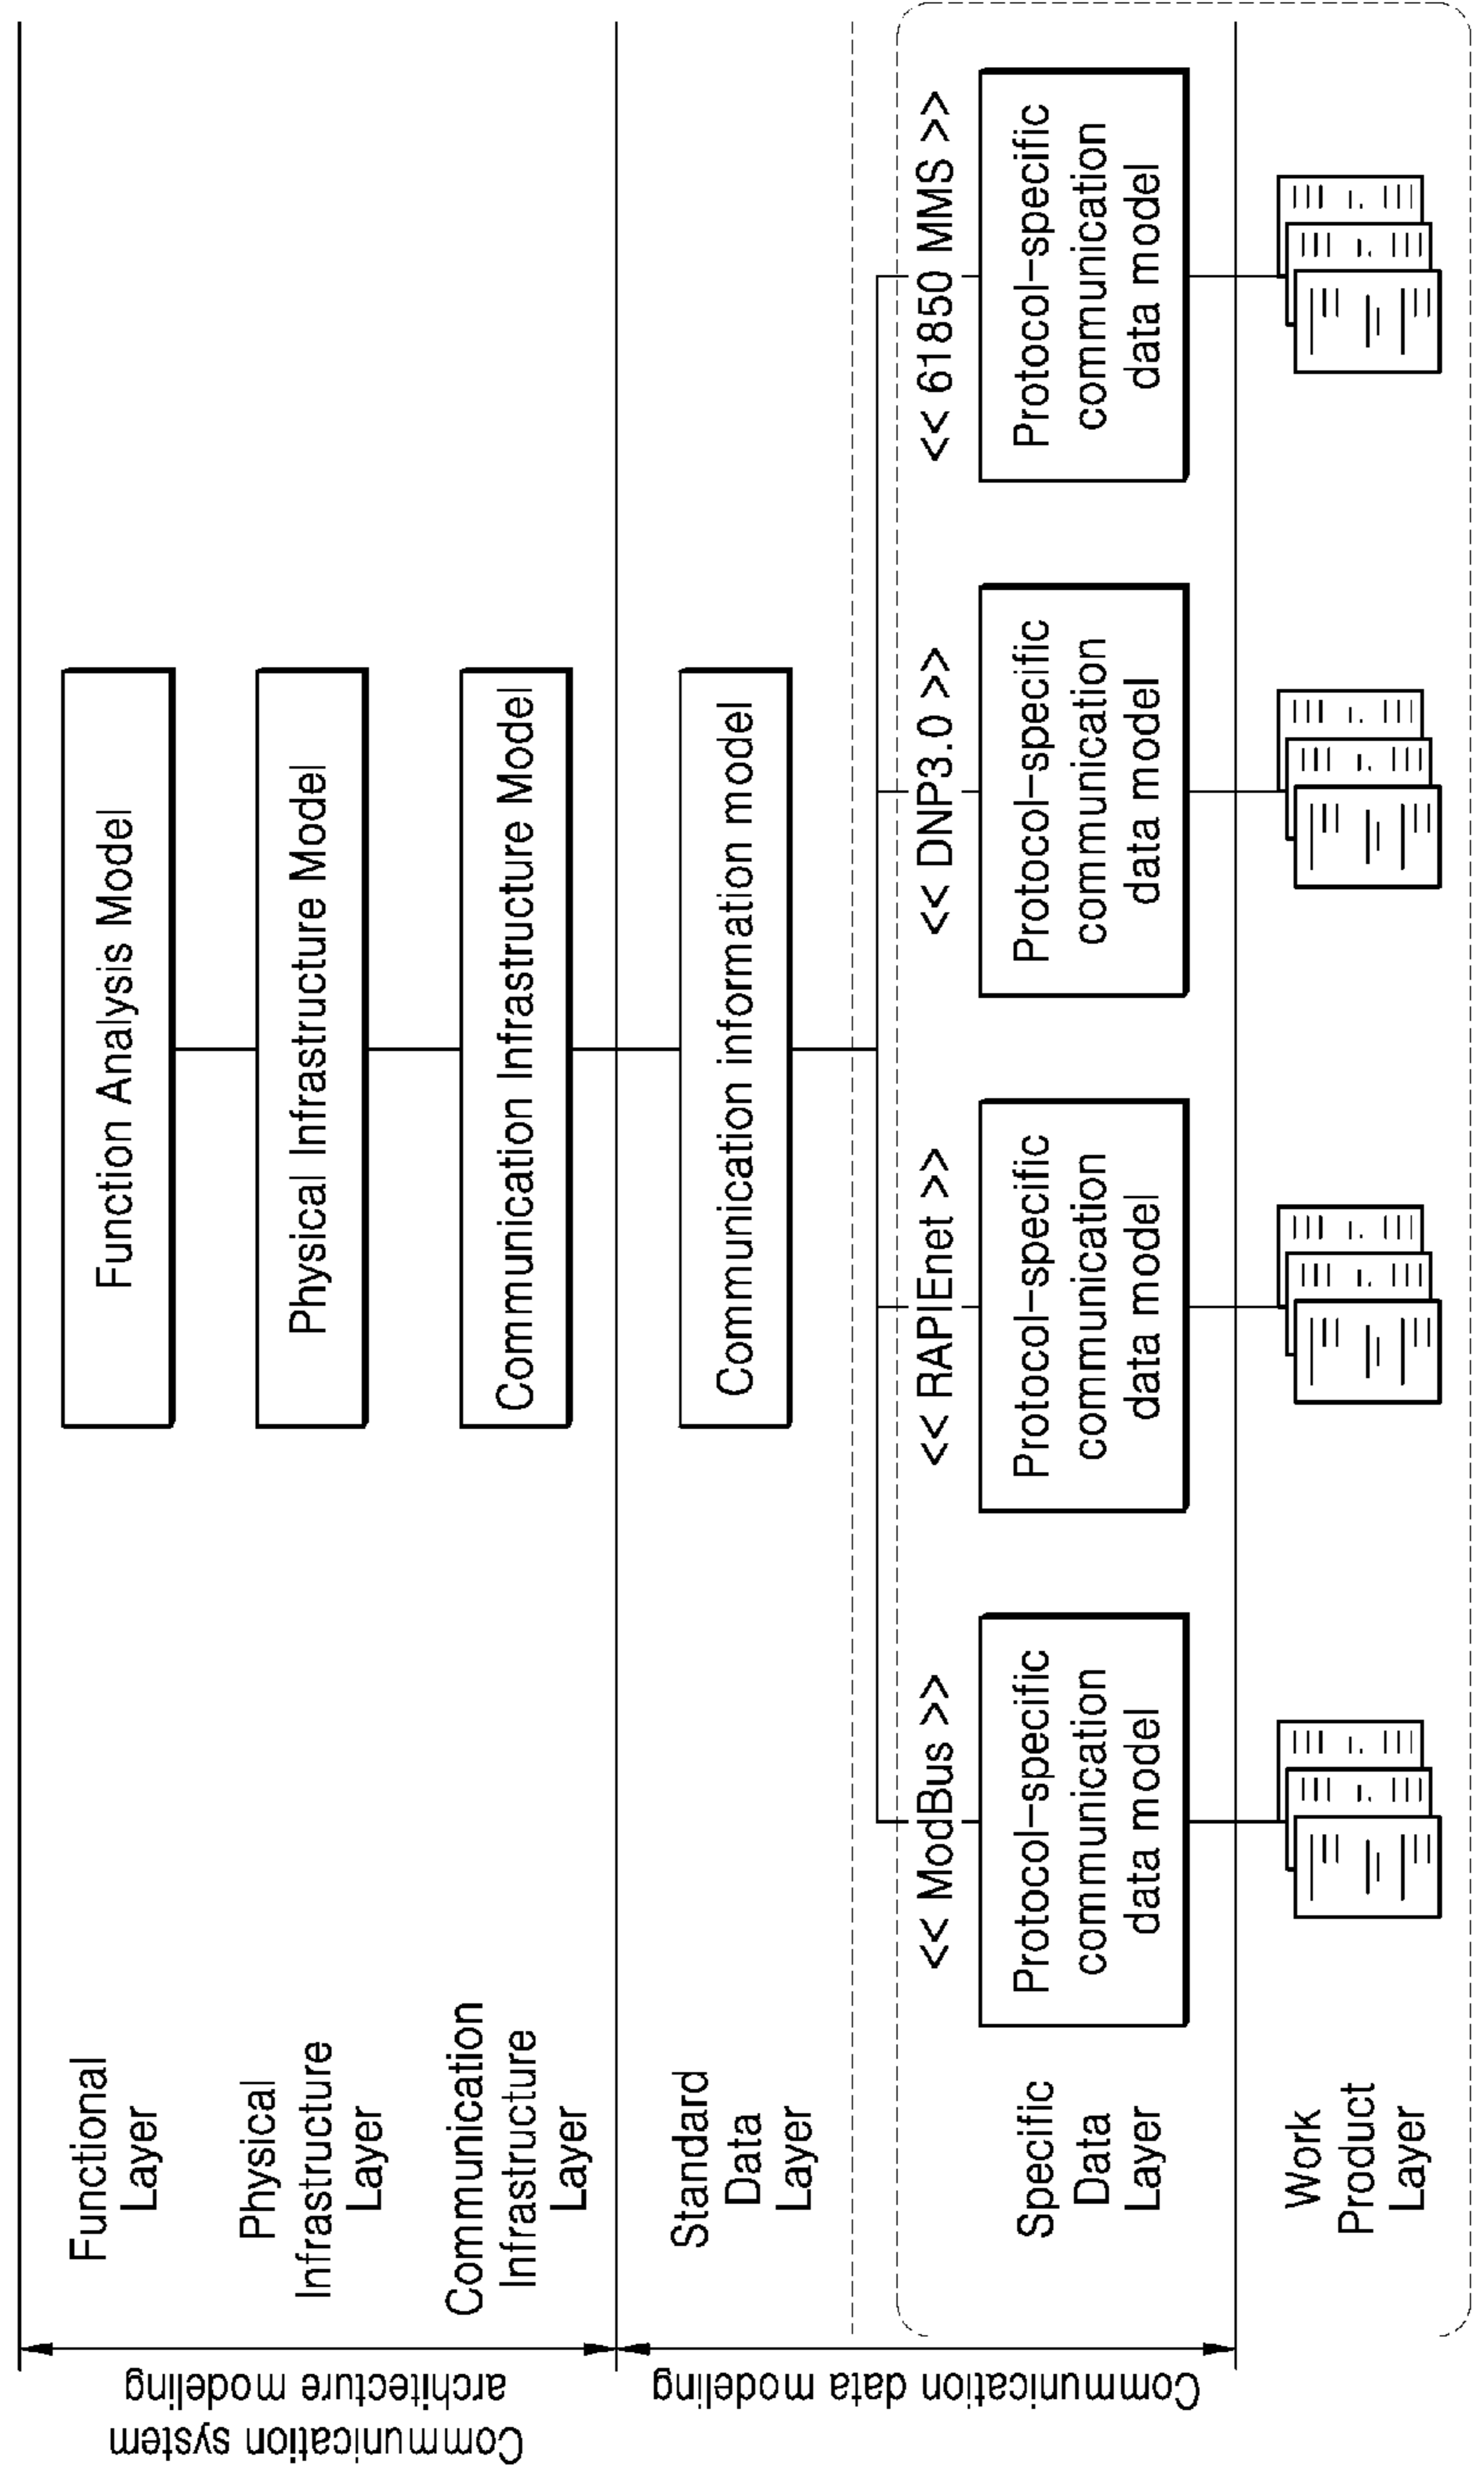 Communication system
architecture modeling
Functional
Layer
Function Analysis Model
Physical
Infrastructure
Layer
Physical Infrastructure Model
Communication
Infrastructure
Layer
Communication Infrastructure Model
Communication data modeling
Standard
Data
Layer
Communication information model
Specific
Data
Layer
<< ModBus >>
Protocol-specific
communication
data model
<< RAPIEnet >>
Protocol-specific
communication
data model
<< DNP3.0 >>
Protocol-specific
communication
data model
<< 61850 MMS >>
Protocol-specific
communication
data model
Work
Product
Layer